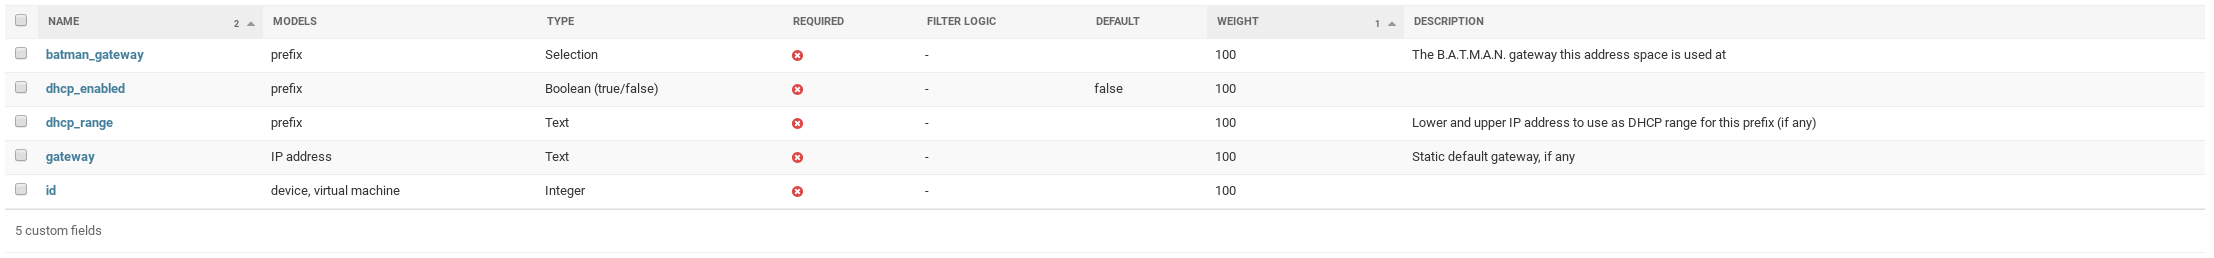 NAME 2 MODELS TYPE REQUIRED FILTER LOGIC DEFAULT WEIGHT 1 DESCRIPTION
batman_gateway prefix Selection - 100 The B.A.T.M.A.N. gateway this address space is used at
dhcp_enabled prefix Boolean (true/false) - false 100
dhcp_range prefix Text - 100 Lower and upper IP address to use as DHCP range for this prefix (if any)
gateway IP address Text - 100 Static default gateway, if any
id device, virtual machine Integer - 100
5 custom fields